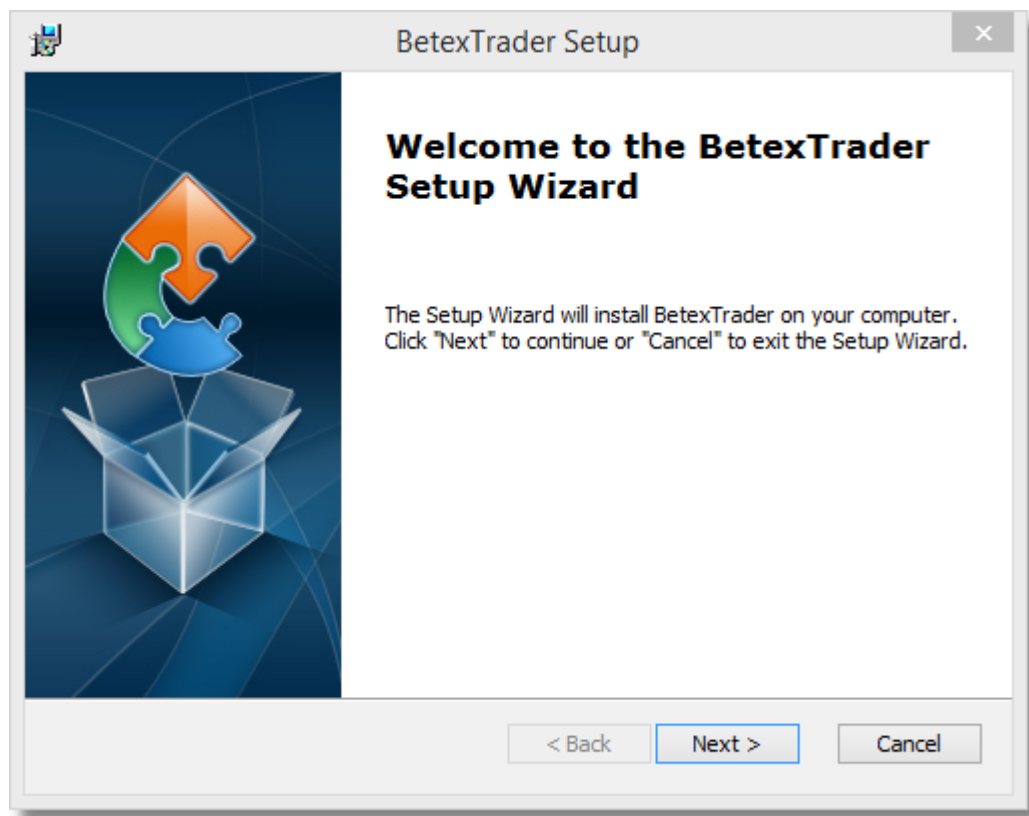 BetexTrader Setup
Welcome to the BetexTrader
Setup Wizard
The Setup Wizard will install BetexTrader on your computer.
Click "Next" to continue or "Cancel" to exit the Setup Wizard.
< Back Next > Cancel